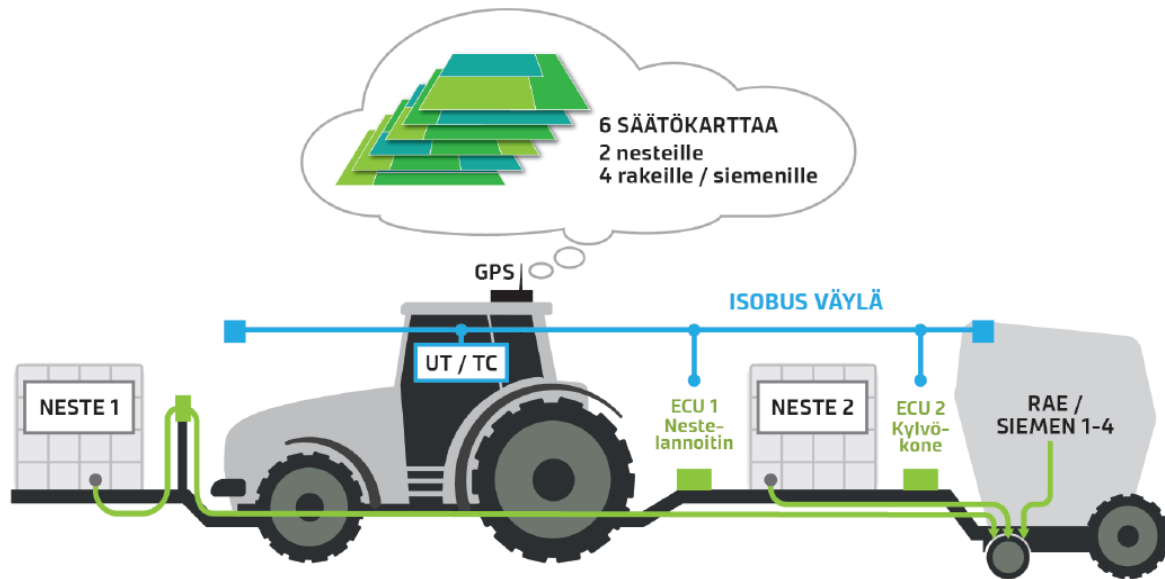 6 SÄÄTÖKARTTAA
2 nesteille
4 rakeille / siemenille
GPS
ISOBUS VÄYLÄ
UT / TC
NESTE 1
ECU 1
Neste-
lannoitin
NESTE 2
ECU 2
Kylvö-
kone
RAE /
SIEMEN 1-4